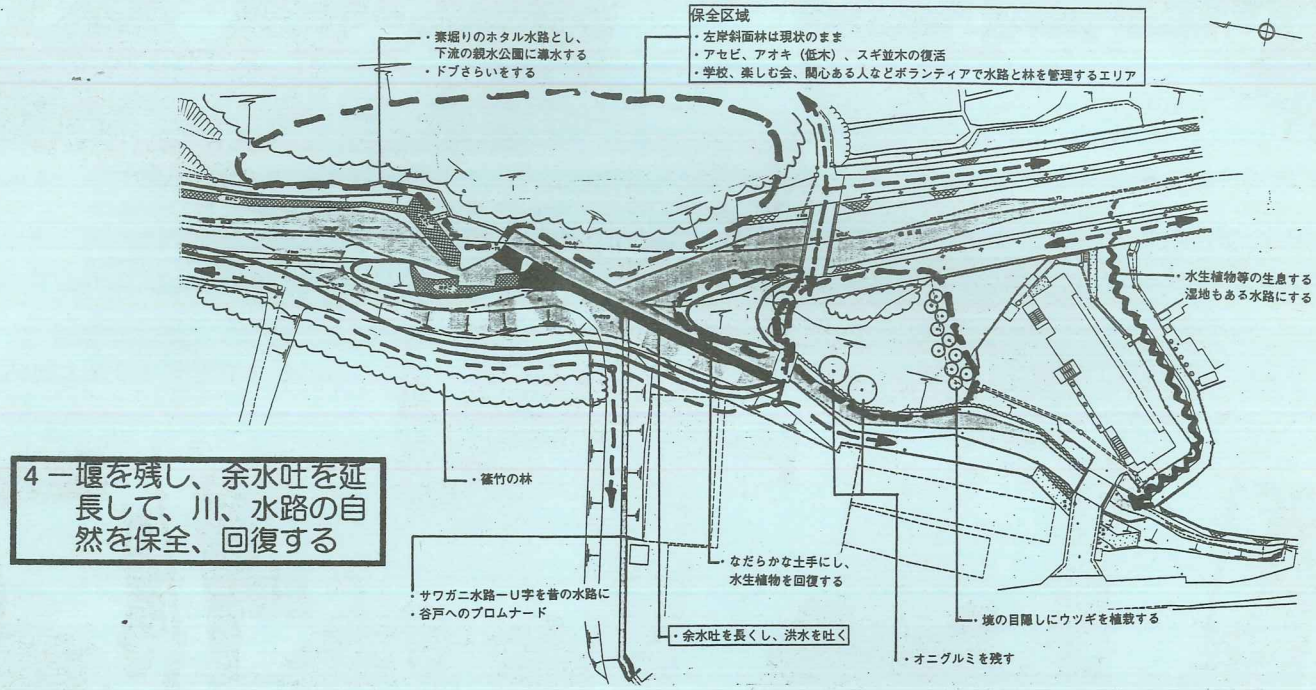 保全区域
・左岸斜面林は現状のまま
・アセビ、アオキ（低木）、スギ並木の復活
・学校、楽しむ会、関心ある人などボランティアで水路と林を管理するエリア
・素堀りのホタル水路とし、
下流の親水公園に導水する
・ドブさらいをする
・水生植物等の生息する
湿地もある水路にする
4－堰を残し、余水吐を延
長して、川、水路の自
然を保全、回復する
・篠竹の林
・サワガニ水路－U字を昔の水路に
・谷戸へのプロムナード
・なだらかな土手にし、
水生植物を回復する
・余水吐を長くし、洪水を吐く
・境の目隠しにウツギを植栽する
・オニグルミを残す